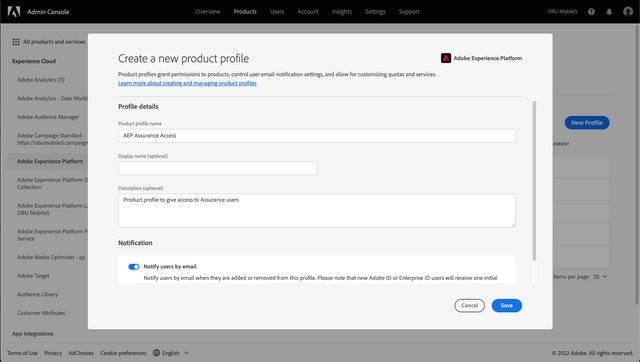 Admin Console
Overview
Products
Users
Account
Insights
Settings
Support
OBU Mobile5
All products and services
Experience Cloud
Adobe Analytics (3)
Adobe Analytics - Data Workb
Adobe Audience Manager
Adobe Campaign Standard -
https://obumobile5.campaign
Adobe Experience Platform
Adobe Experience Platform D
Collection
Adobe Experience Platform L
OBU Mobile5
Adobe Experience Platform P
Service
Adobe Media Optimizer - qa
Adobe Target
Audience Library
Customer Attributes
App Integrations
Create a new product profile
Adobe Experience Platform
Product profiles grant permissions to products, control user email notification settings, and allow for customizing quotas and services.
Learn more about creating and managing product profiles
Profile details
Product profile name
AEP Assurance Access
Display name (optional)
Description (optional)
Product profile to give access to Assurance users
Notification
Notify users by email
Notify users by email when they are added or removed from this profile. Please note that new Adobe ID or Enterprise ID users will receive one initial
Cancel
Save
New Profile
LEMENT
Items per page
20
Terms of Use
Privacy
AdChoices
Cookie preferences
English
© 2022 Adobe. All rights reserved.